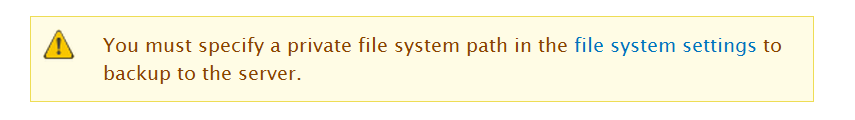 You must specify a private file system path in the file system settings to
backup to the server.